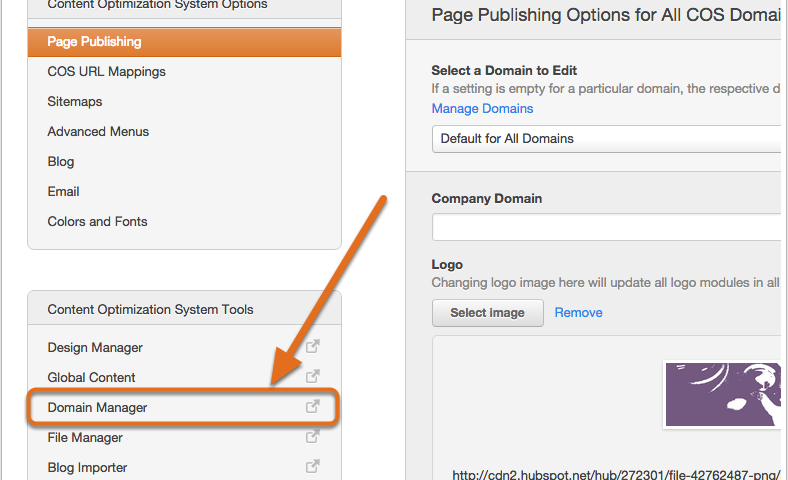 Content Optimization System Options
Page Publishing
COS URL Mappings
Sitemaps
Advanced Menus
Blog
Email
Colors and Fonts
Content Optimization System Tools
Design Manager
Global Content
Domain Manager
File Manager
Blog Importer
Page Publishing Options for All COS Domai
Select a Domain to Edit
If a setting is empty for a particular domain, the respective d
Manage Domains
Default for All Domains
Company Domain
Logo
Changing logo image here will update all logo modules in all
Select image Remove
http://cdn2.hubspot.net/hub/272301/file-42762487-png/